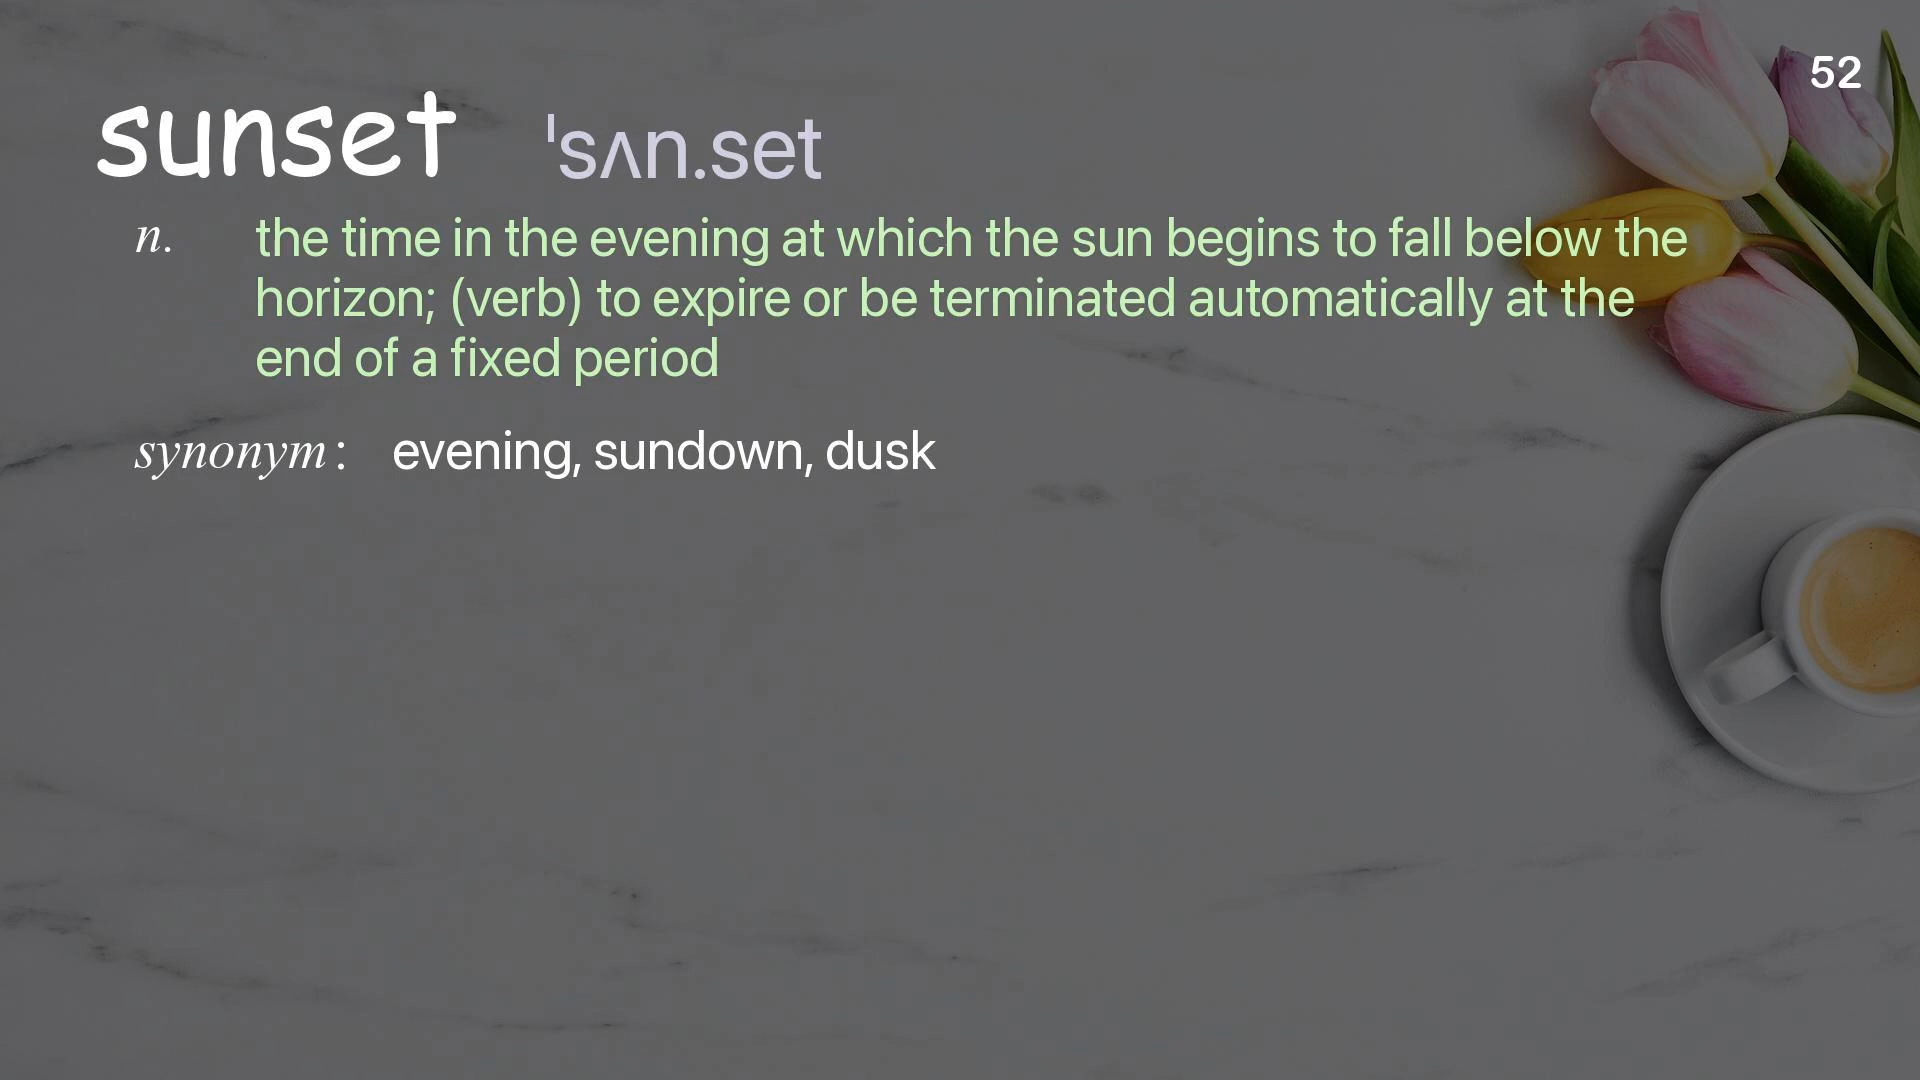 52
sunset ˈsʌn.set
n. the time in the evening at which the sun begins to fall below the
horizon; (verb) to expire or be terminated automatically at the
end of a fixed period
synonym : evening, sundown, dusk